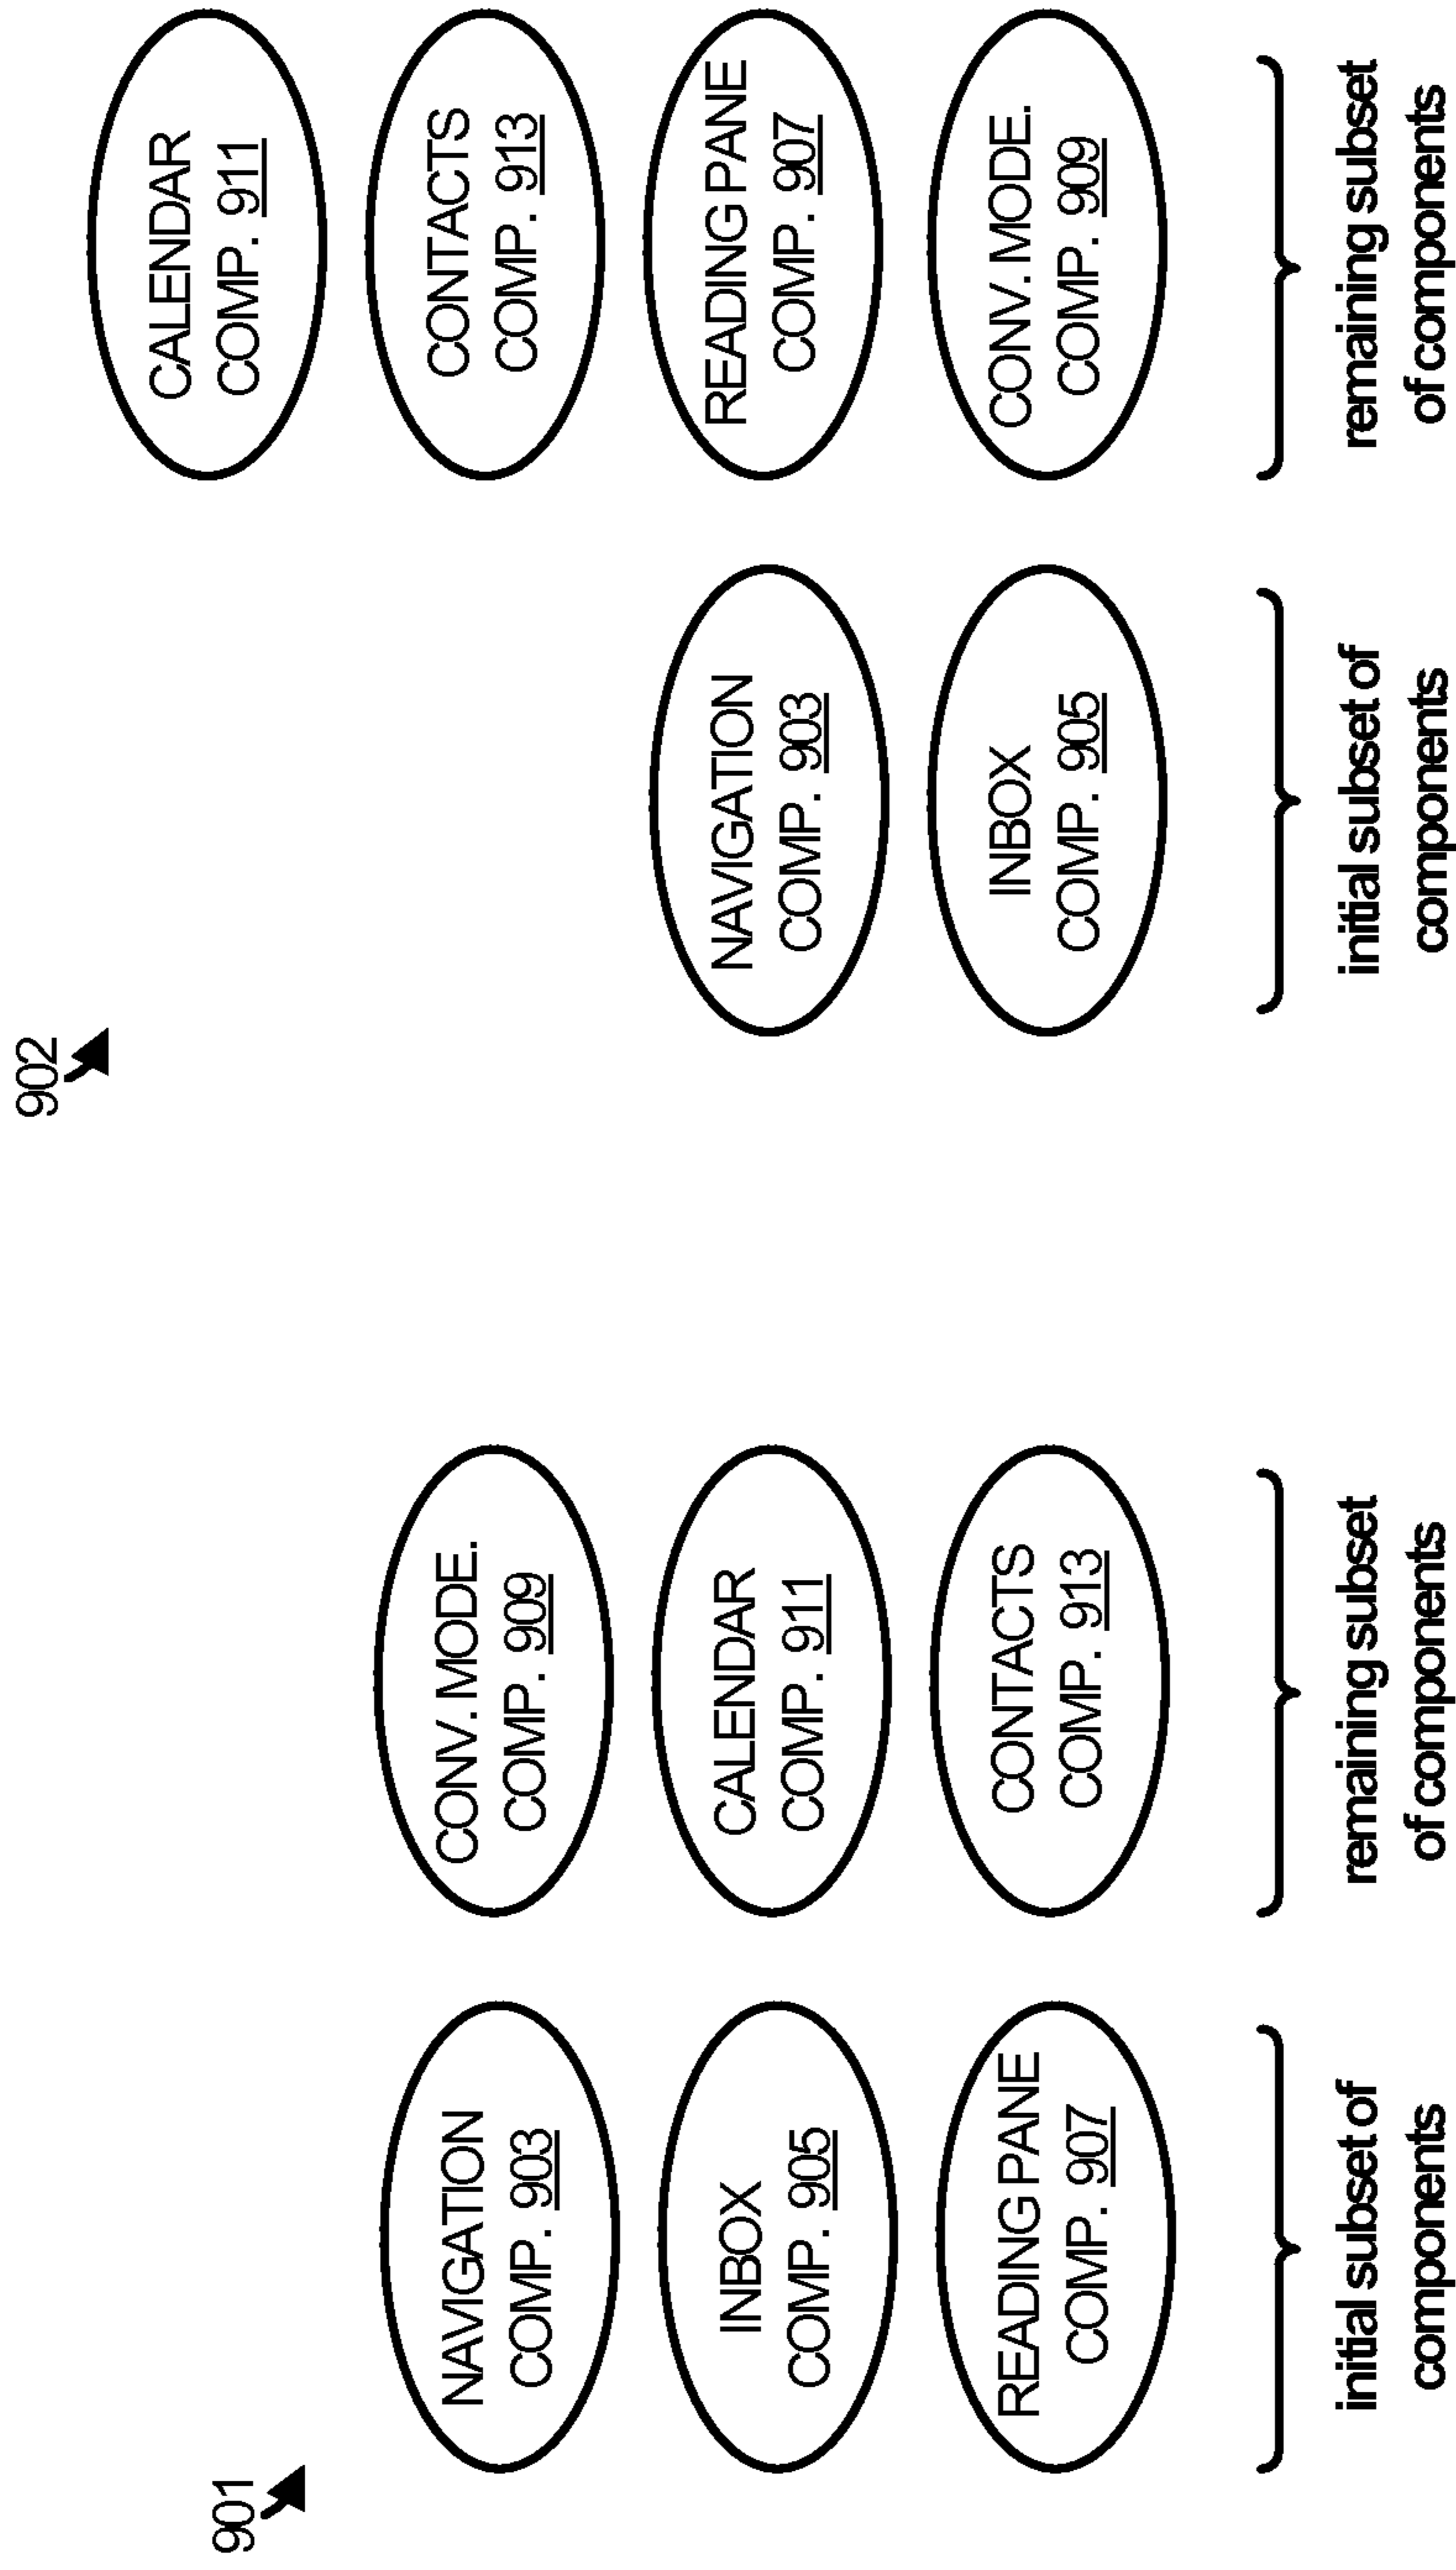 901
NAVIGATION
COMP. 903
INBOX
COMP. 905
READING PANE
COMP. 907
initial subset of
components
CONV. MODE.
COMP. 909
CALENDAR
COMP. 911
CONTACTS
COMP. 913
remaining subset
of components
902
NAVIGATION
COMP. 903
INBOX
COMP. 905
initial subset of
components
CALENDAR
COMP. 911
CONTACTS
COMP. 913
READING PANE
COMP. 907
CONV. MODE.
COMP. 909
remaining subset
of components